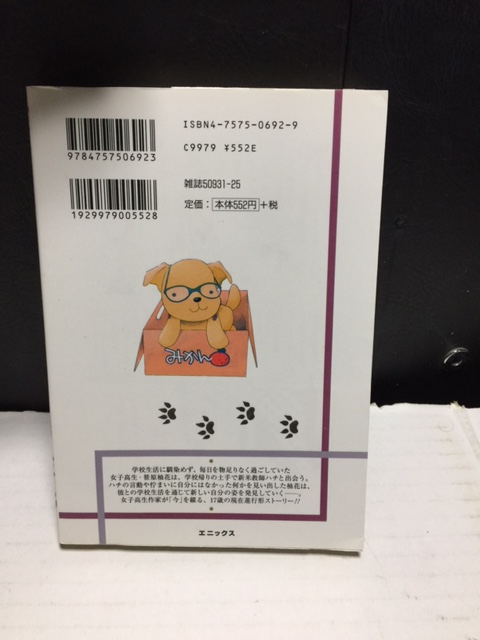 ISBN4-7575-0692-9
C9979 ¥552E
9784757506923
雑誌50931-25
定価：本体552円+税
1929979005528
みかん
学校生活に馴染めず、毎日を物足りなく過ごしていた
女子高生・笹原柚花は、学校帰りの土手で新米教師ハチと出会う。
ハチの言動や佇まいに自分にはなかった何かを見い出した柚花は、
彼との学校生活を通じて新しい自分の姿を発見していく――。
女子高生作家が「今」を綴る、17歳の現在進行形ストーリー!!
エニックス